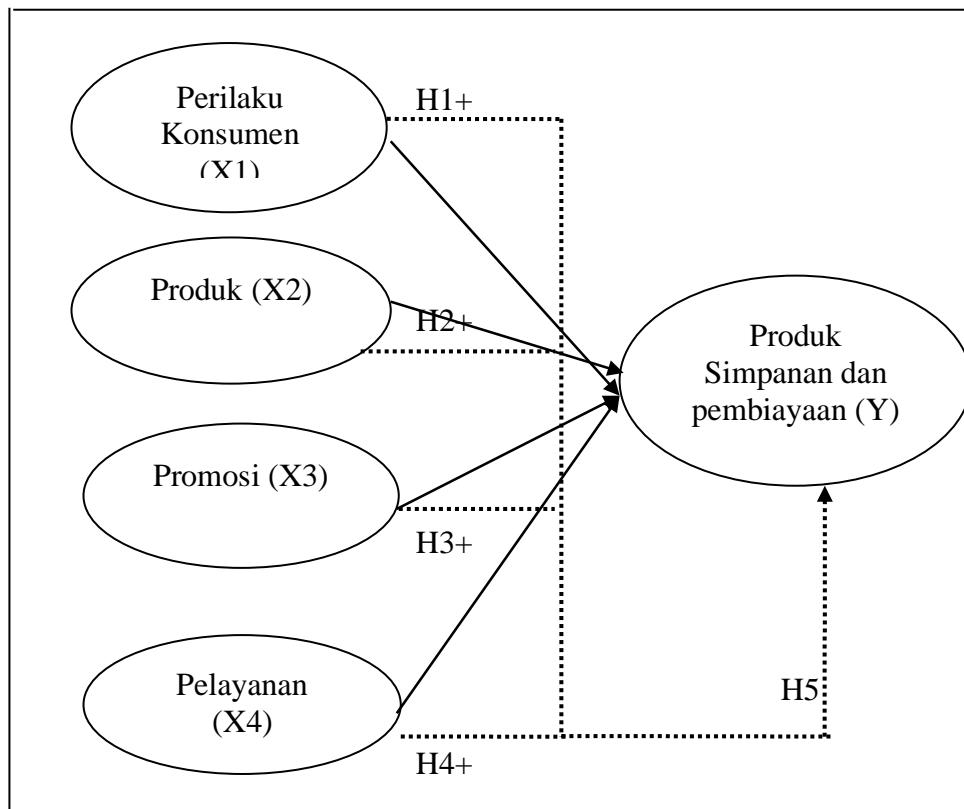 Perilaku
Konsumen
(X1)
H1+
Produk (X2)
H2+
Promosi (X3)
H3+
Pelayanan
(X4)
H4+
Produk
Simpanan dan
pembiayaan (Y)
H5